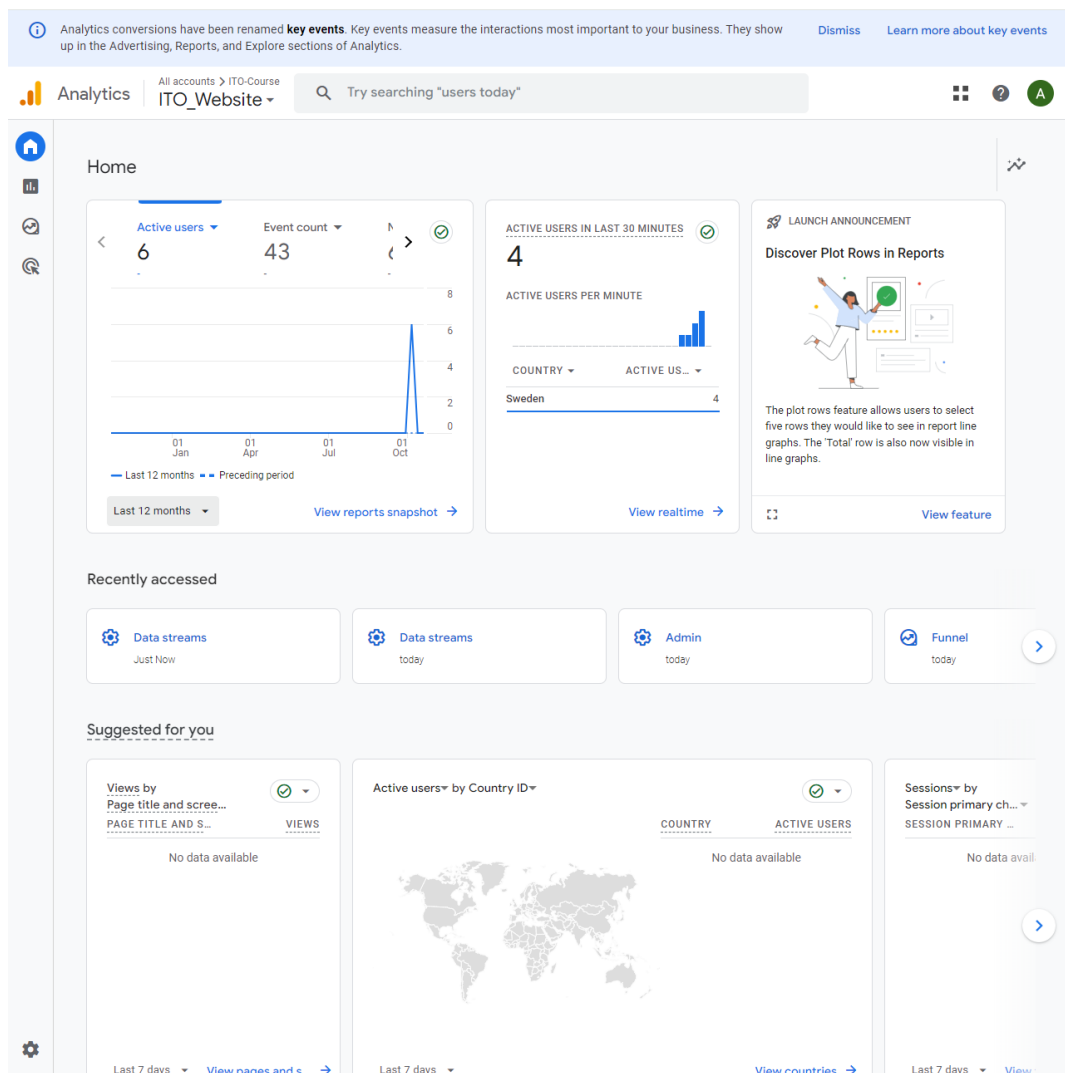 Analytics conversions have been renamed key events. Key events measure the interactions most important to your business. They show
up in the Advertising, Reports, and Explore sections of Analytics.
Dismiss
Learn more about key events
Analytics
All accounts > ITO-Course
ITO_Website
Try searching "users today"
A
Home
Active users
6
-
Event count
43
-
8
6
4
2
0
01
Jan
01
Apr
01
Jul
01
Oct
Last 12 months
Preceding period
Last 12 months
View reports snapshot
ACTIVE USERS IN LAST 30 MINUTES
4
ACTIVE USERS PER MINUTE
COUNTRY
ACTIVE US...
Sweden
4
View realtime
LAUNCH ANNOUNCEMENT
Discover Plot Rows in Reports
The plot rows feature allows users to select
five rows they would like to see in report line
graphs. The 'Total' row is also now visible in
line graphs.
View feature
Recently accessed
Data streams
Just Now
Data streams
today
Admin
today
Funnel
today
Suggested for you
Views by
Page title and scree...
PAGE TITLE AND S...
VIEWS
No data available
Last 7 days
View pages and s...
Active users by Country ID
COUNTRY
ACTIVE USERS
No data available
Last 7 days
View countries
Sessions by
Session primary ch...
SESSION PRIMARY ...
No data avail
Last 7 days
View